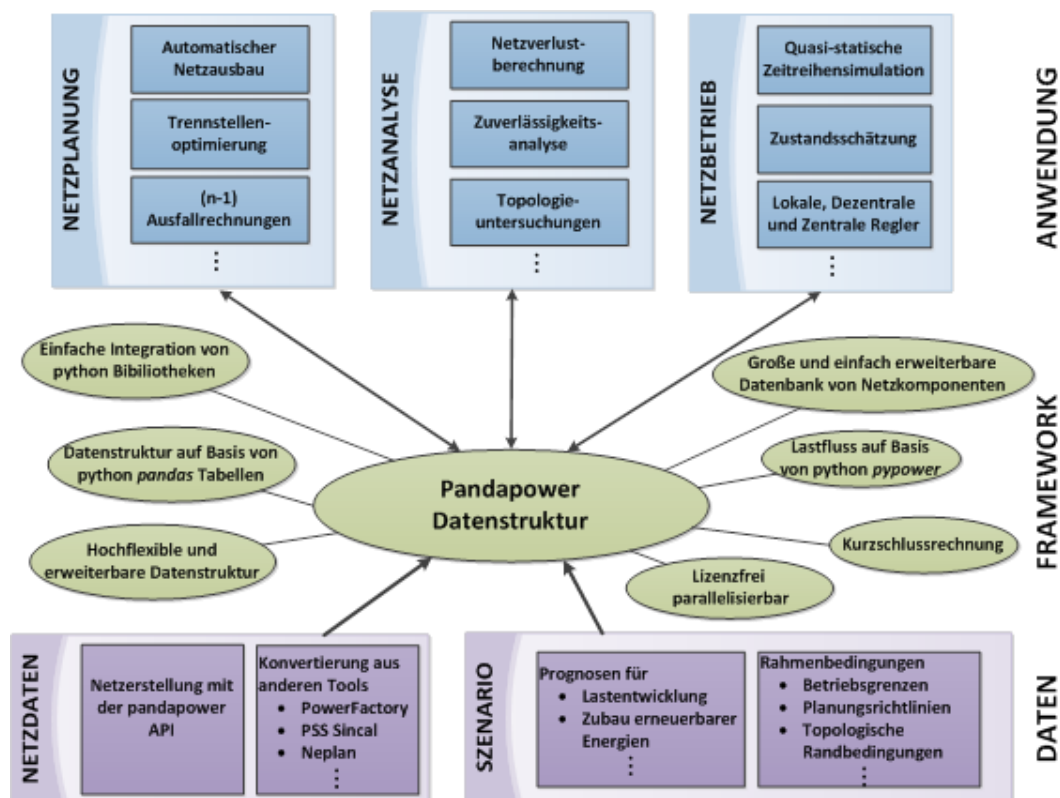 NETZPLANUNG
Automatischer
Netzausbau
Trennstellen-
optimierung
(n-1)
Ausfallrechnungen
⋮
NETZANALYSE
Netzverlust-
berechnung
Zuverlässigkeits-
analyse
Topologie-
untersuchungen
⋮
NETZBETRIEB
Quasi-statische
Zeitreihensimulation
Zustandsschätzung
Lokale, Dezentrale
und Zentrale Regler
⋮
ANWENDUNG
Einfache Integration von
python Bibiliotheken
Datenstruktur auf Basis von
python pandas Tabellen
Hochflexible und
erweiterbare Datenstruktur
Pandapower
Datenstruktur
Große und einfach erweiterbare
Datenbank von Netzkomponenten
Lastfluss auf Basis
von python pypower
Kurzschlussrechnung
Lizenzfrei
parallelisierbar
FRAMEWORK
NETZDATEN
Netzerstellung mit
der pandapower
API
Konvertierung aus
anderen Tools
• PowerFactory
• PSS Sincal
• Neplan
⋮
SZENARIO
Prognosen für
• Lastentwicklung
• Zubau erneuerbarer
Energien
⋮
Rahmenbedingungen
• Betriebsgrenzen
• Planungsrichtlinien
• Topologische
Randbedingungen
⋮
DATEN